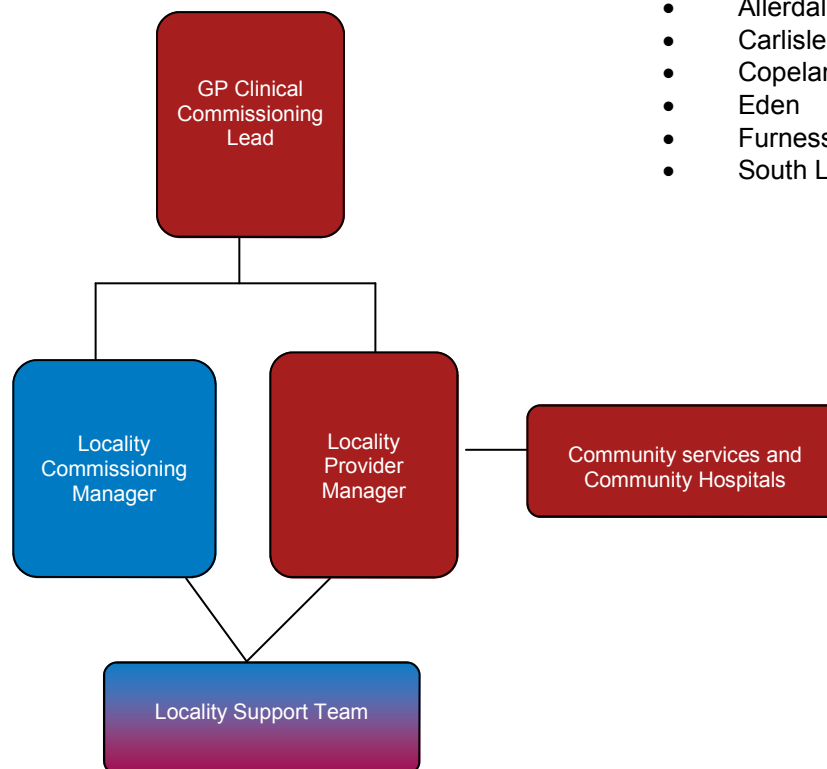 Carlisle
Eden
South
GP Clinical
Commissioning
Lead
Locality
Commissioning
Manager
Locality
Provider
Manager
Community services and
Community Hospitals
Locality Support Team